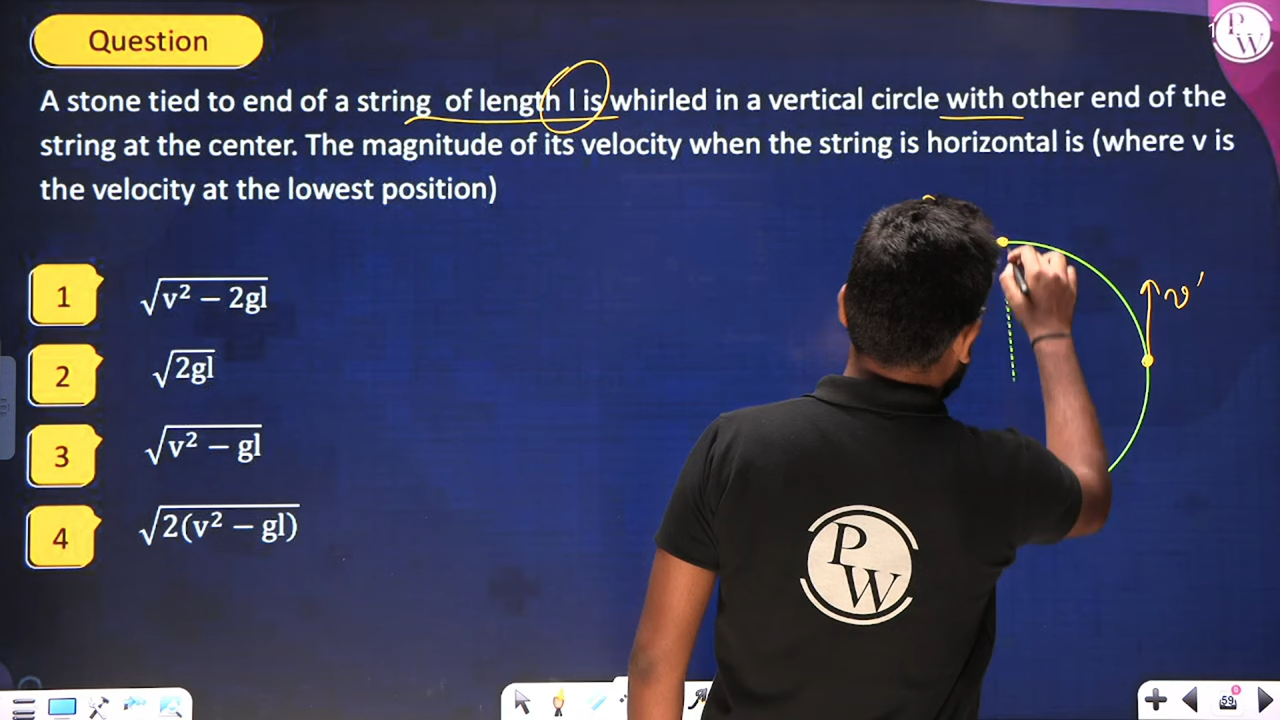 Question
A stone tied to end of a string of length l is whirled in a vertical circle with other end of the
string at the center. The magnitude of its velocity when the string is horizontal is (where v is
the velocity at the lowest position)
1 √v² − 2gl
2 √2gl
3 √v² − gl
4 √2(v² − gl)
v'
PW
PW
59